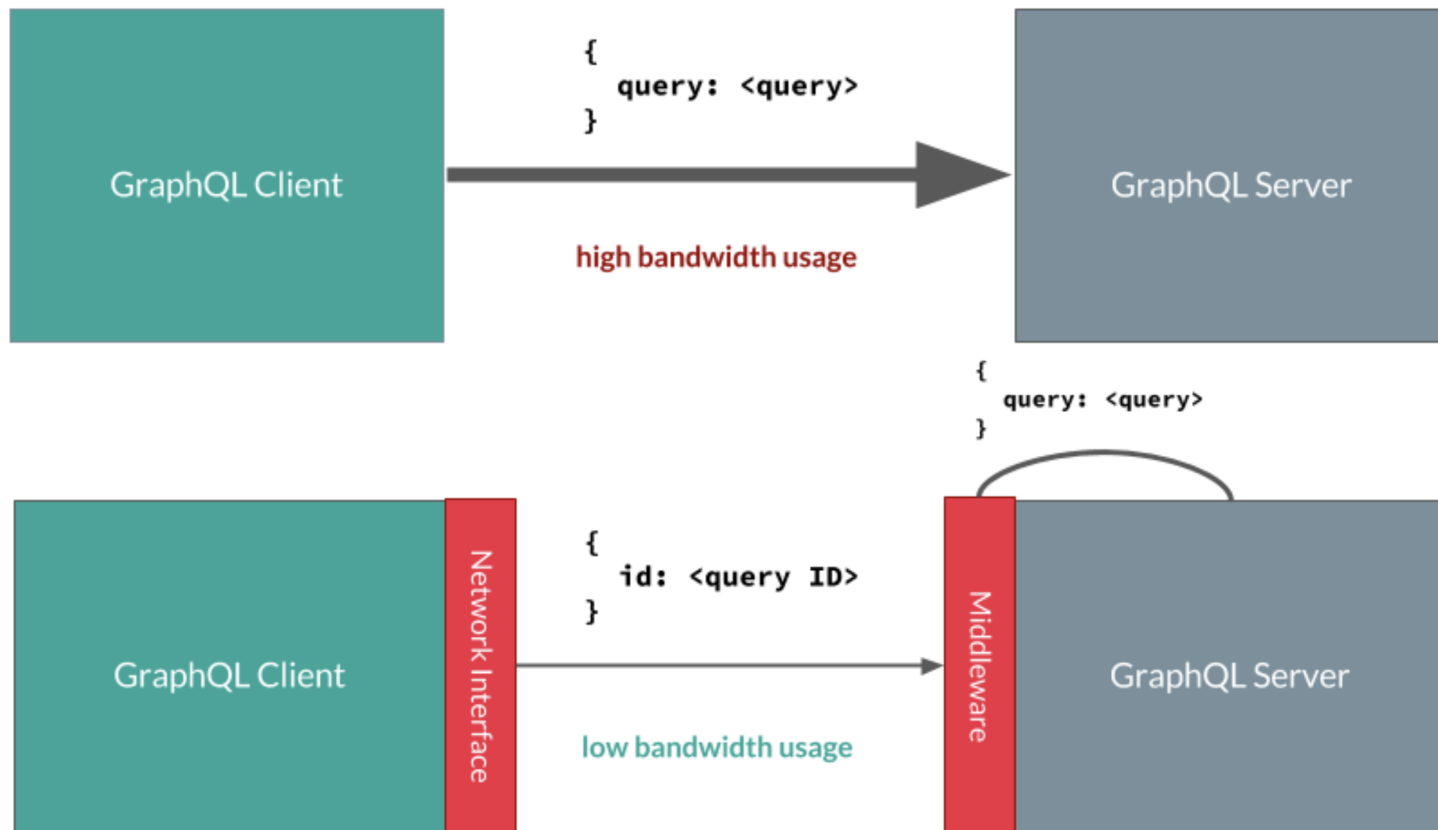 {
query: <query>
}
GraphQL Client
GraphQL Server
high bandwidth usage
{
query: <query>
}
{
id: <query ID>
}
Network Interface
Middleware
GraphQL Client
GraphQL Server
low bandwidth usage